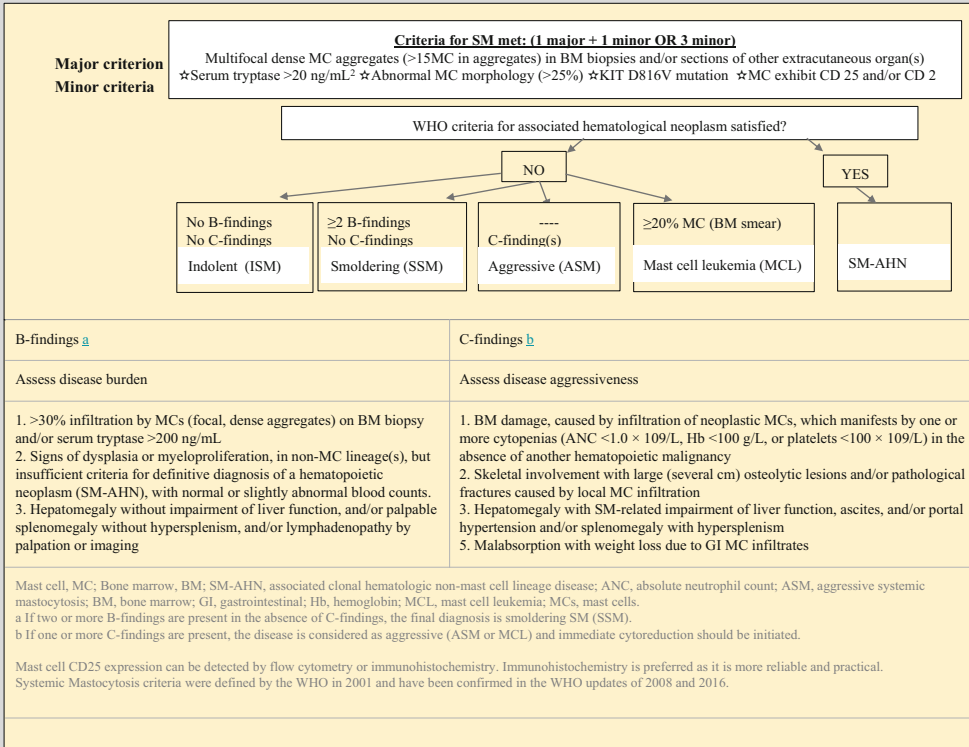 Criteria for SM met: (1 major + 1 minor OR 3 minor)
Major criterion
Multifocal dense MC aggregates (>15MC in aggregates) in BM biopsies and/or sections of other extracutaneous organ(s)
Minor criteria
☆Serum tryptase >20 ng/mL² ☆Abnormal MC morphology (>25%) ☆KIT D816V mutation ☆MC exhibit CD 25 and/or CD 2
WHO criteria for associated hematological neoplasm satisfied?
NO
YES
No B-findings
No C-findings
Indolent (ISM)
≥2 B-findings
No C-findings
Smoldering (SSM)
----
C-finding(s)
Aggressive (ASM)
≥20% MC (BM smear)
Mast cell leukemia (MCL)
SM-AHN
B-findings a
C-findings b
Assess disease burden
Assess disease aggressiveness
1. >30% infiltration by MCs (focal, dense aggregates) on BM biopsy
and/or serum tryptase >200 ng/mL
2. Signs of dysplasia or myeloproliferation, in non-MC lineage(s), but
insufficient criteria for definitive diagnosis of a hematopoietic
neoplasm (SM-AHN), with normal or slightly abnormal blood counts.
3. Hepatomegaly without impairment of liver function, and/or palpable
splenomegaly without hypersplenism, and/or lymphadenopathy by
palpation or imaging
1. BM damage, caused by infiltration of neoplastic MCs, which manifests by one or
more cytopenias (ANC <1.0 × 109/L, Hb <100 g/L, or platelets <100 × 109/L) in the
absence of another hematopoietic malignancy
2. Skeletal involvement with large (several cm) osteolytic lesions and/or pathological
fractures caused by local MC infiltration
3. Hepatomegaly with SM-related impairment of liver function, ascites, and/or portal
hypertension and/or splenomegaly with hypersplenism
5. Malabsorption with weight loss due to GI MC infiltrates
Mast cell, MC; Bone marrow, BM; SM-AHN, associated clonal hematologic non-mast cell lineage disease; ANC, absolute neutrophil count; ASM, aggressive systemic
mastocytosis; BM, bone marrow; GI, gastrointestinal; Hb, hemoglobin; MCL, mast cell leukemia; MCs, mast cells.
a If two or more B-findings are present in the absence of C-findings, the final diagnosis is smoldering SM (SSM).
b If one or more C-findings are present, the disease is considered as aggressive (ASM or MCL) and immediate cytoreduction should be initiated.
Mast cell CD25 expression can be detected by flow cytometry or immunohistochemistry. Immunohistochemistry is preferred as it is more reliable and practical.
Systemic Mastocytosis criteria were defined by the WHO in 2001 and have been confirmed in the WHO updates of 2008 and 2016.